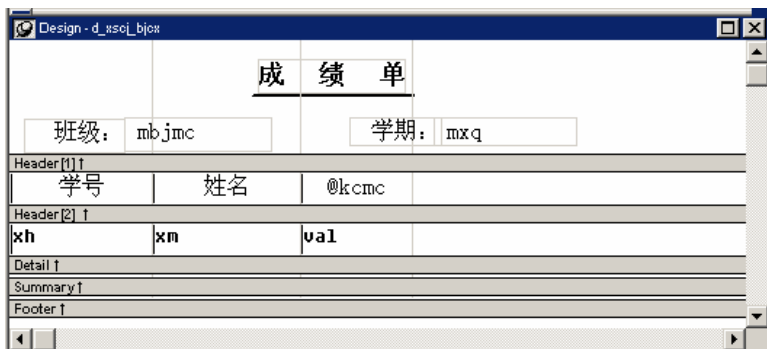 Design - d_xscj_bjcx
成 绩 单
班级: mbjmc 学期: mxq
Header[1]↑
学号 姓名 @kcmc
Header[2] ↑
xh xm val
Detail ↑
Summary↑
Footer ↑